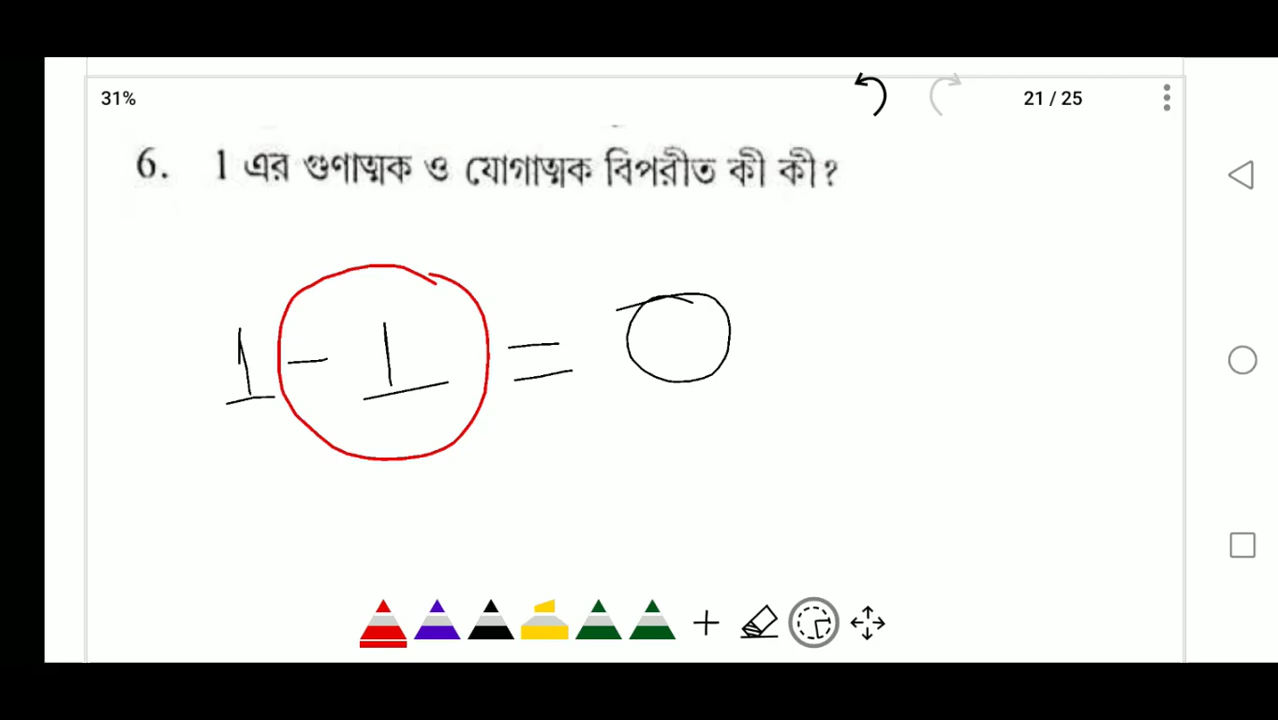 31%
21 / 25
6. 1 এর গুণাত্মক ও যোগাত্মক বিপরীত কী কী?
1 - 1 = 0